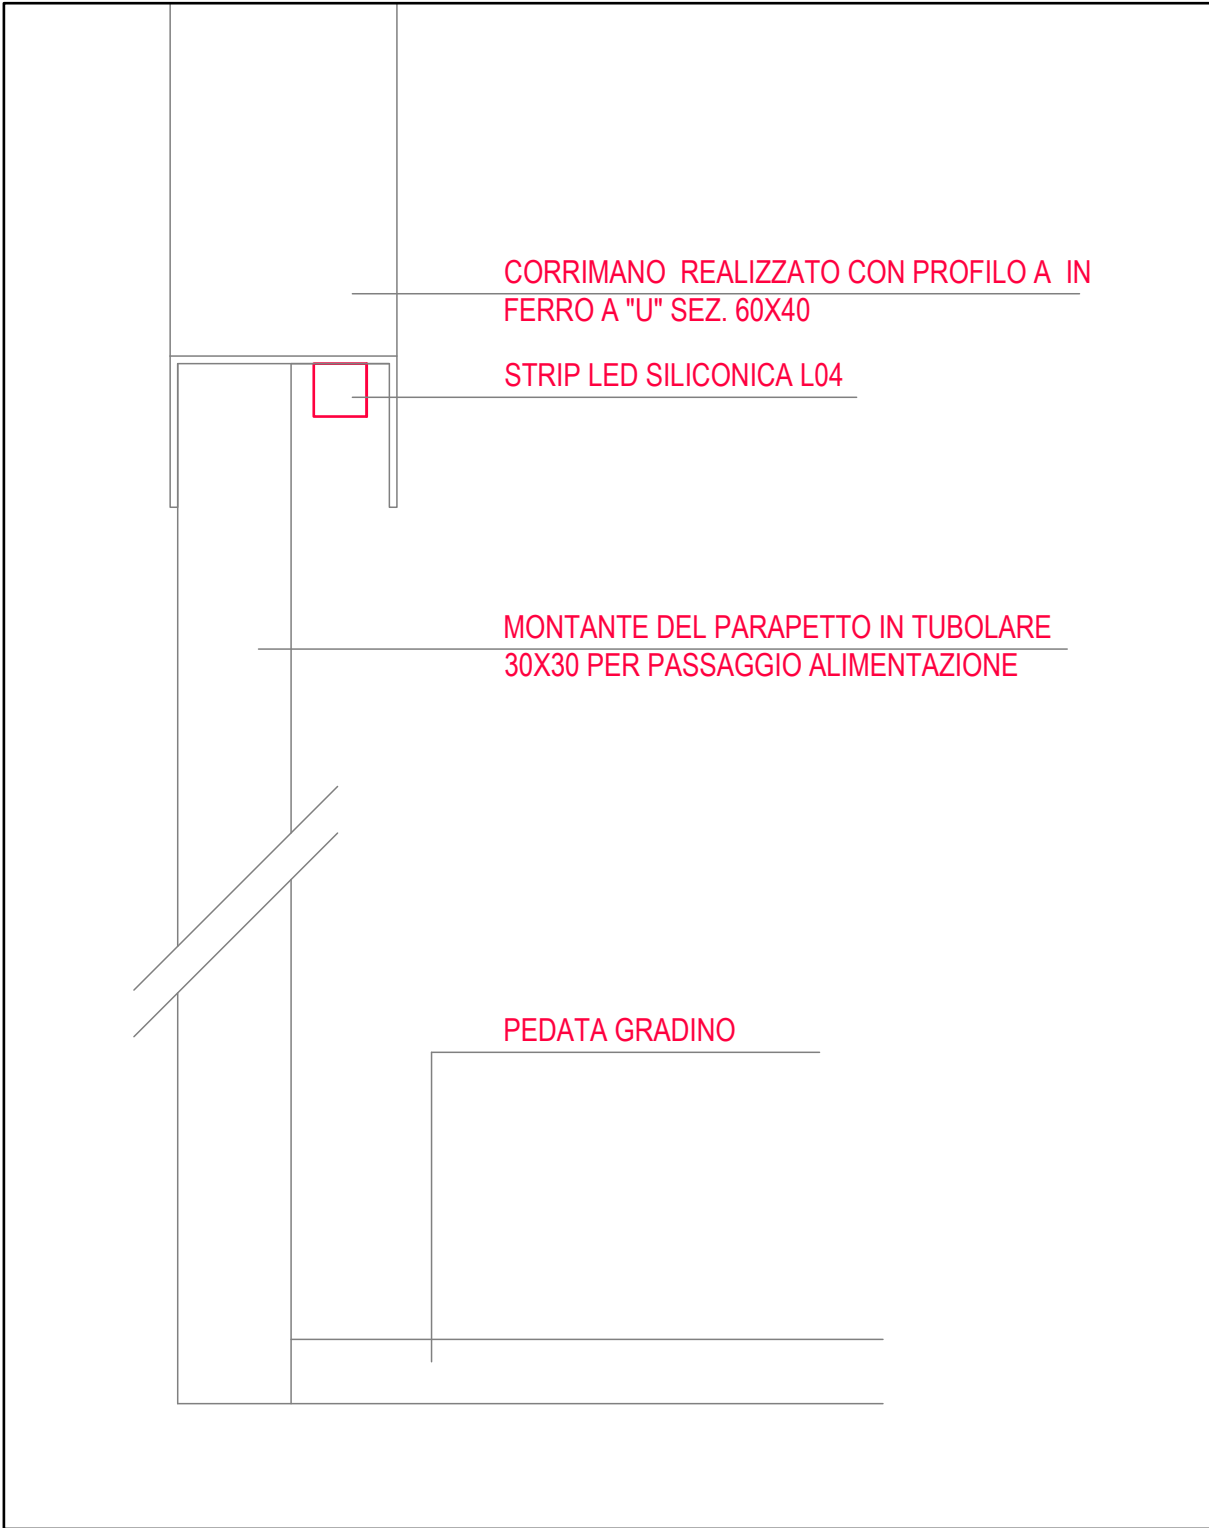 CORRIMANO REALIZZATO CON PROFILO A IN
FERRO A "U" SEZ. 60X40
STRIP LED SILICONICA L04
MONTANTE DEL PARAPETTO IN TUBOLARE
30X30 PER PASSAGGIO ALIMENTAZIONE
PEDATA GRADINO